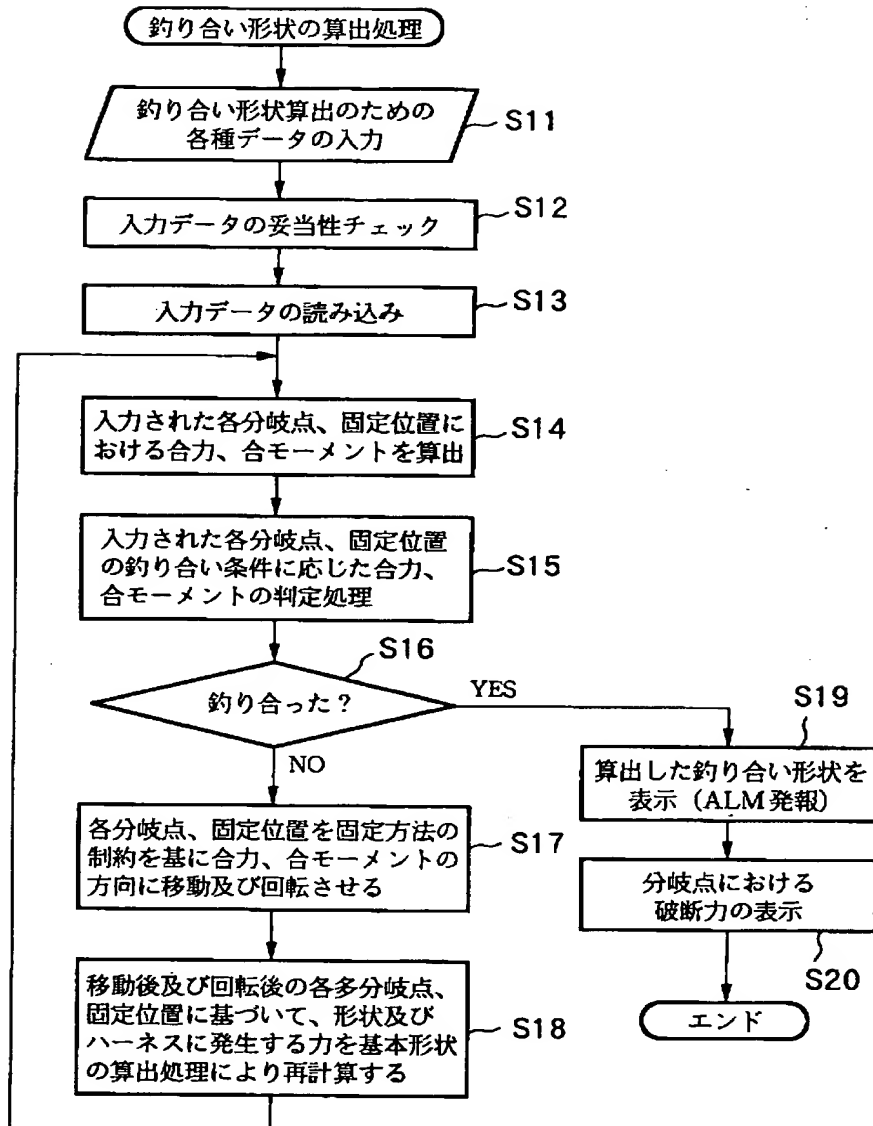 釣り合い形状の算出処理
釣り合い形状算出のための
各種データの入力
S11
入力データの妥当性チェック
S12
入力データの読み込み
S13
入力された各分岐点、固定位置に
おける合力、合モーメントを算出
S14
入力された各分岐点、固定位置
の釣り合い条件に応じた合力、
合モーメントの判定処理
S15
釣り合った?
S16
YES
NO
各分岐点、固定位置を固定方法の
制約を基に合力、合モーメントの
方向に移動及び回転させる
S17
移動後及び回転後の各多分岐点、
固定位置に基づいて、形状及び
ハーネスに発生する力を基本形状
の算出処理により再計算する
S18
算出した釣り合い形状を
表示(ALM発報)
S19
分岐点における
破断力の表示
S20
エンド